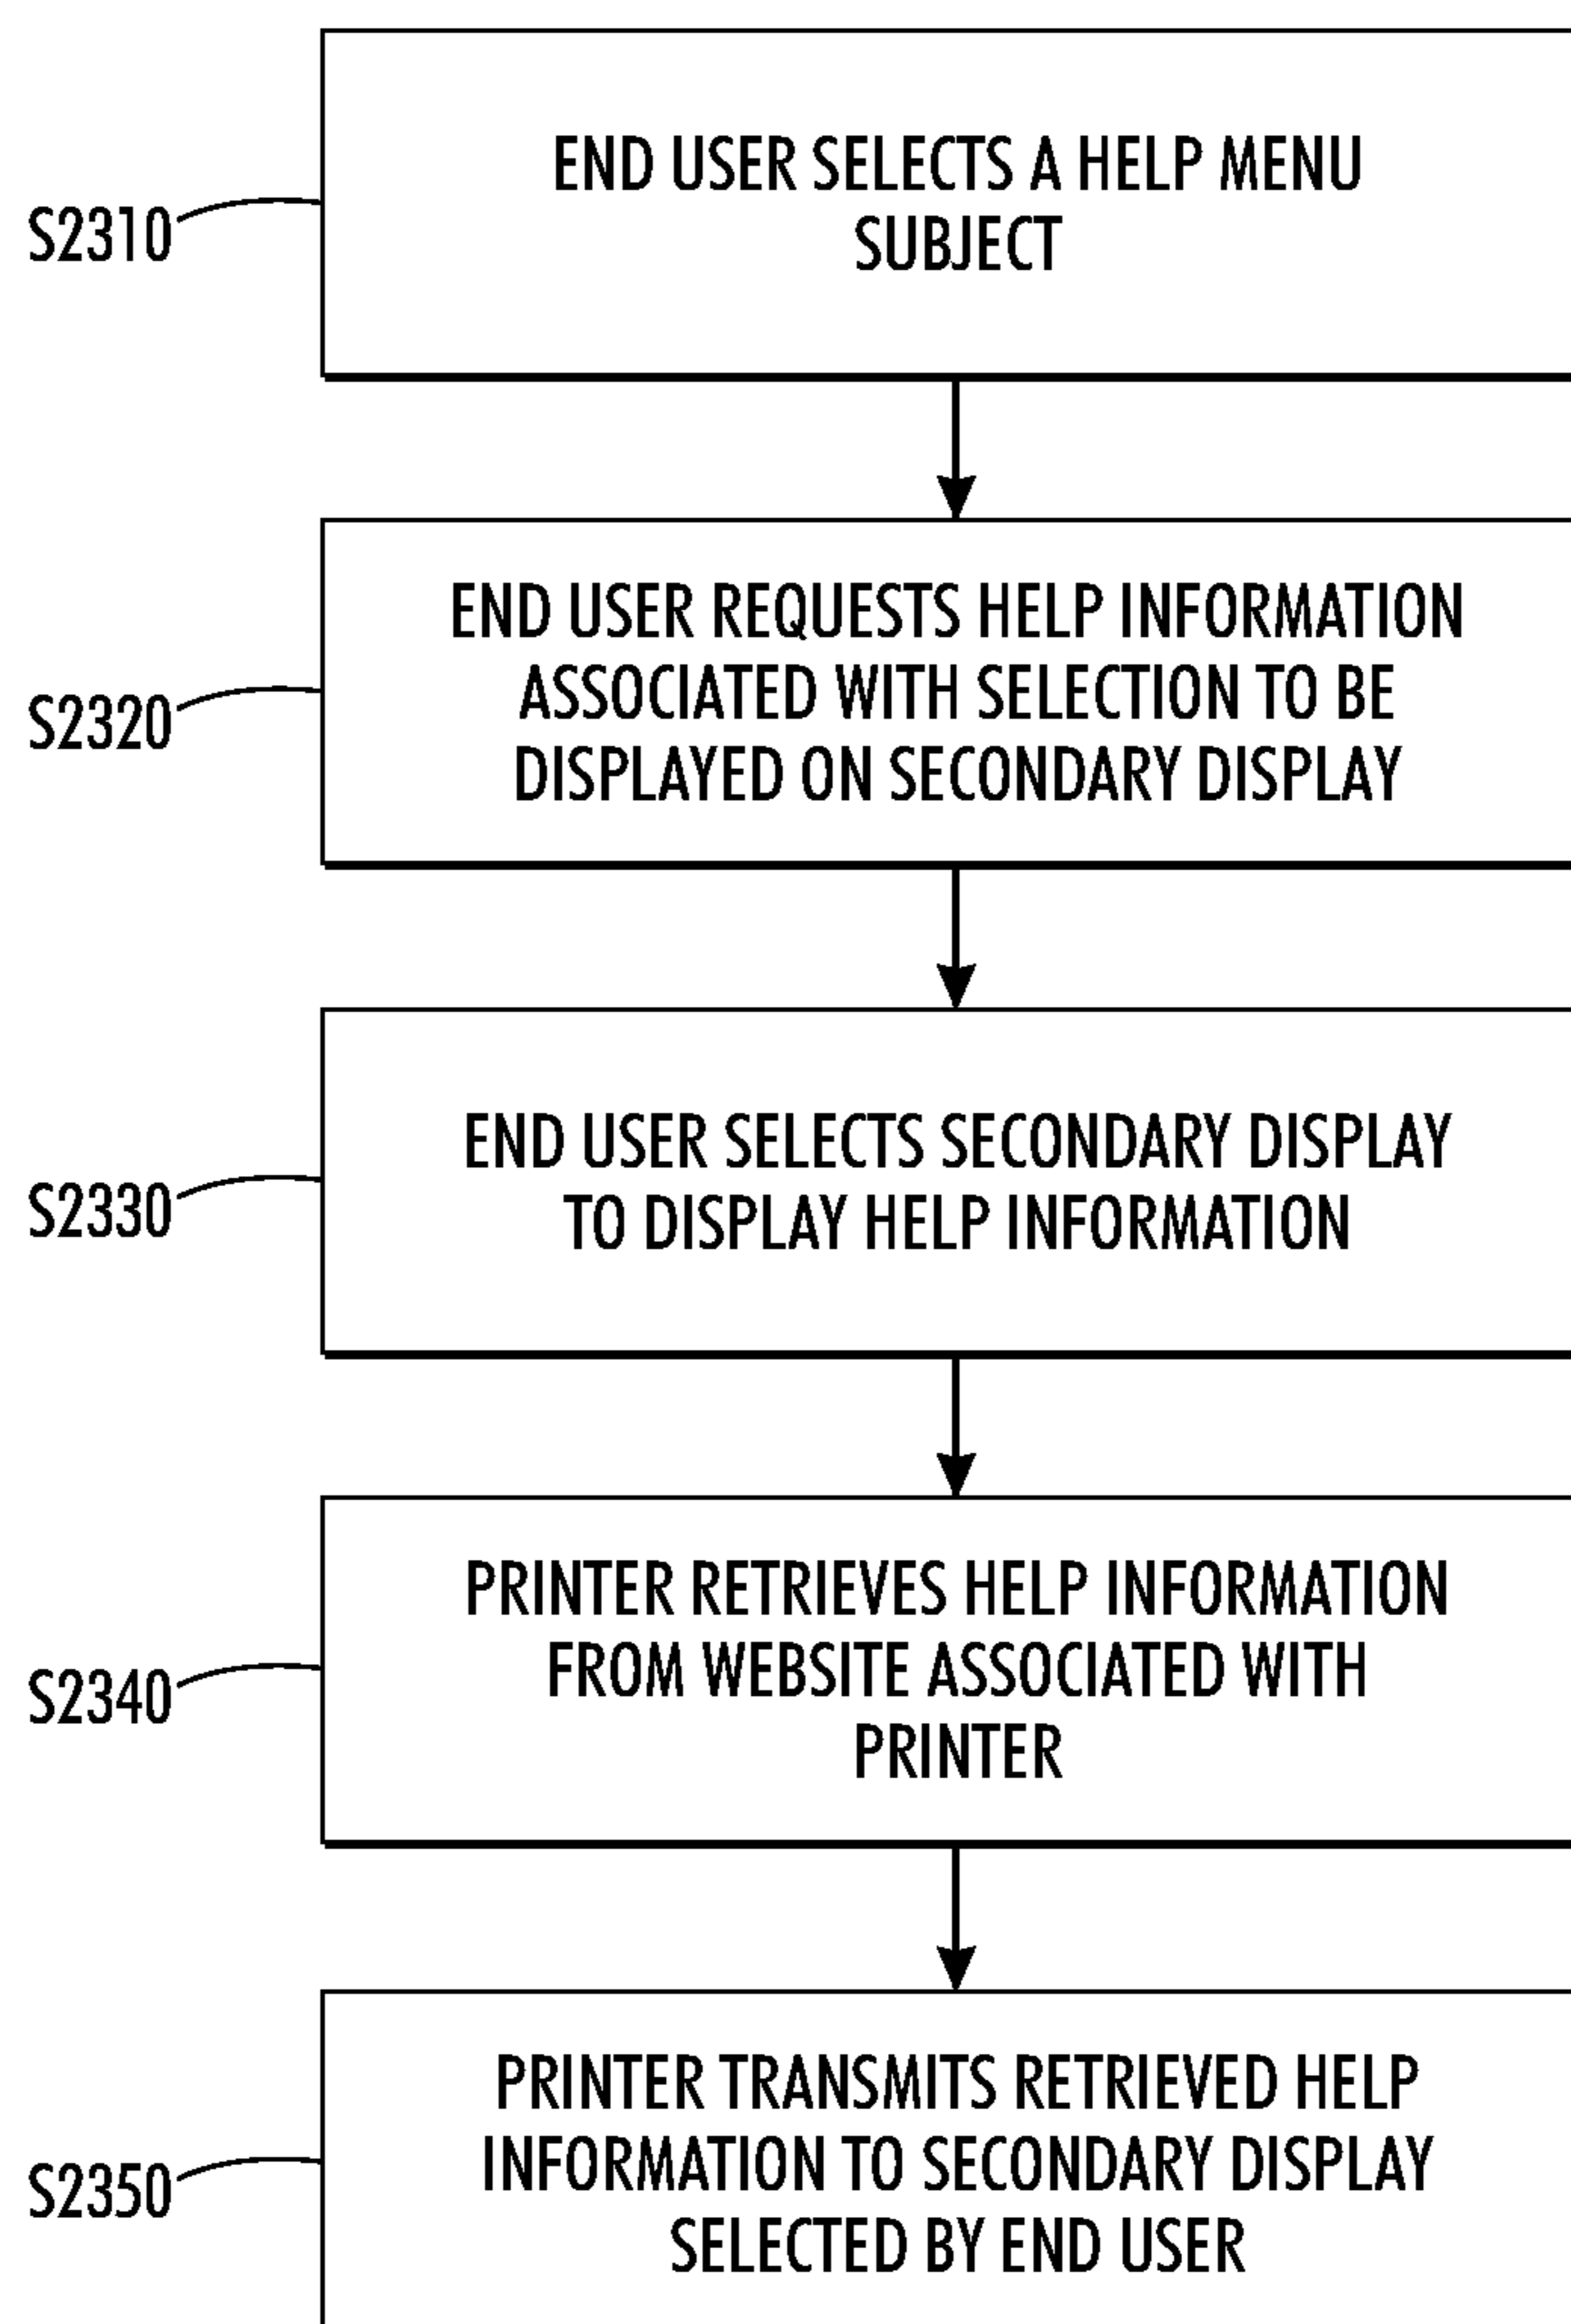 END USER SELECTS A HELP MENU
SUBJECT
S2310
END USER REQUESTS HELP INFORMATION
ASSOCIATED WITH SELECTION TO BE
DISPLAYED ON SECONDARY DISPLAY
S2320
END USER SELECTS SECONDARY DISPLAY
TO DISPLAY HELP INFORMATION
S2330
PRINTER RETRIEVES HELP INFORMATION
FROM WEBSITE ASSOCIATED WITH
PRINTER
S2340
PRINTER TRANSMITS RETRIEVED HELP
INFORMATION TO SECONDARY DISPLAY
SELECTED BY END USER
S2350